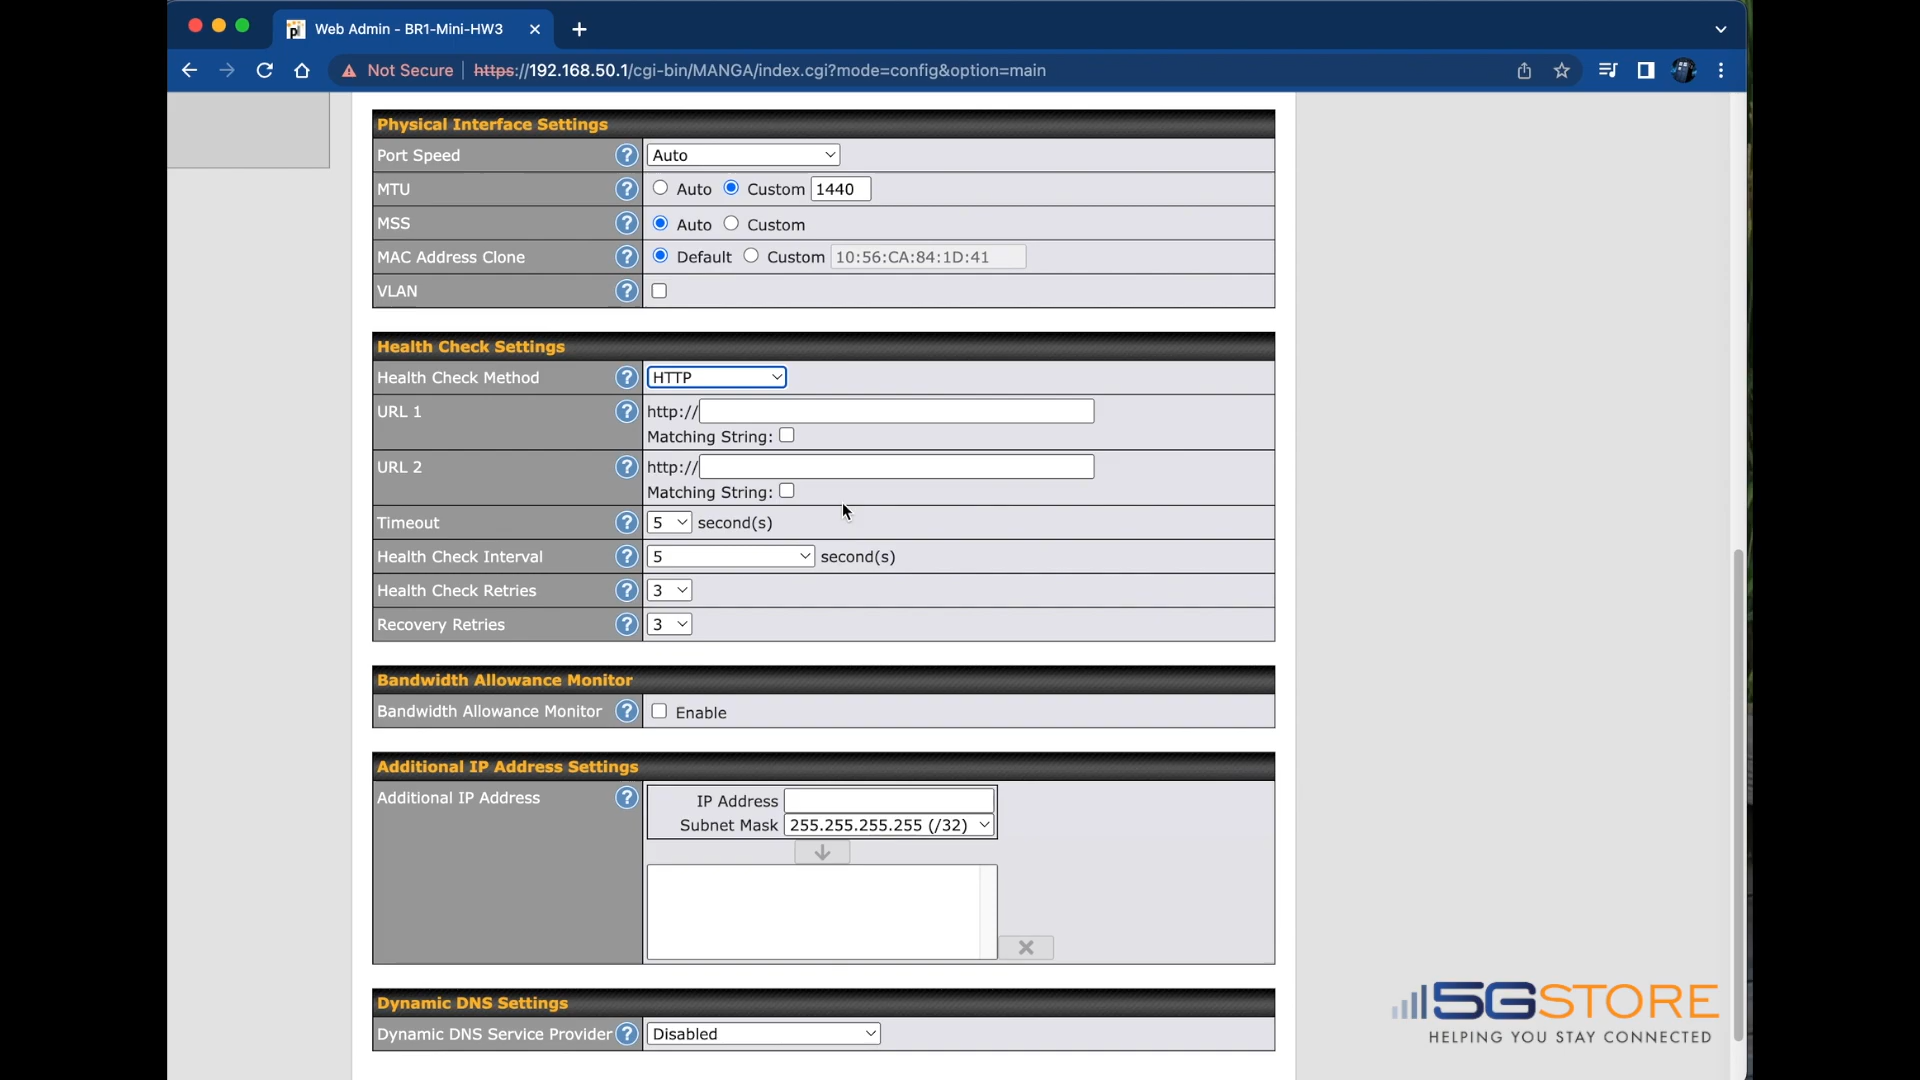 Web Admin - BR1-Mini-HW3
Not Secure https://192.168.50.1/cgi-bin/MANGA/index.cgi?mode=config&option=main
Physical Interface Settings
Port Speed ? Auto
MTU ? Auto Custom 1440
MSS ? Auto Custom
MAC Address Clone ? Default Custom 10:56:CA:84:1D:41
VLAN ?
Health Check Settings
Health Check Method ? HTTP
URL 1 ? http://
Matching String:
URL 2 ? http://
Matching String:
Timeout ? 5 second(s)
Health Check Interval ? 5 second(s)
Health Check Retries ? 3
Recovery Retries ? 3
Bandwidth Allowance Monitor
Bandwidth Allowance Monitor ? Enable
Additional IP Address Settings
Additional IP Address ? IP Address
Subnet Mask 255.255.255.255 (/32)
Dynamic DNS Settings
Dynamic DNS Service Provider ? Disabled
5GSTORE
HELPING YOU STAY CONNECTED